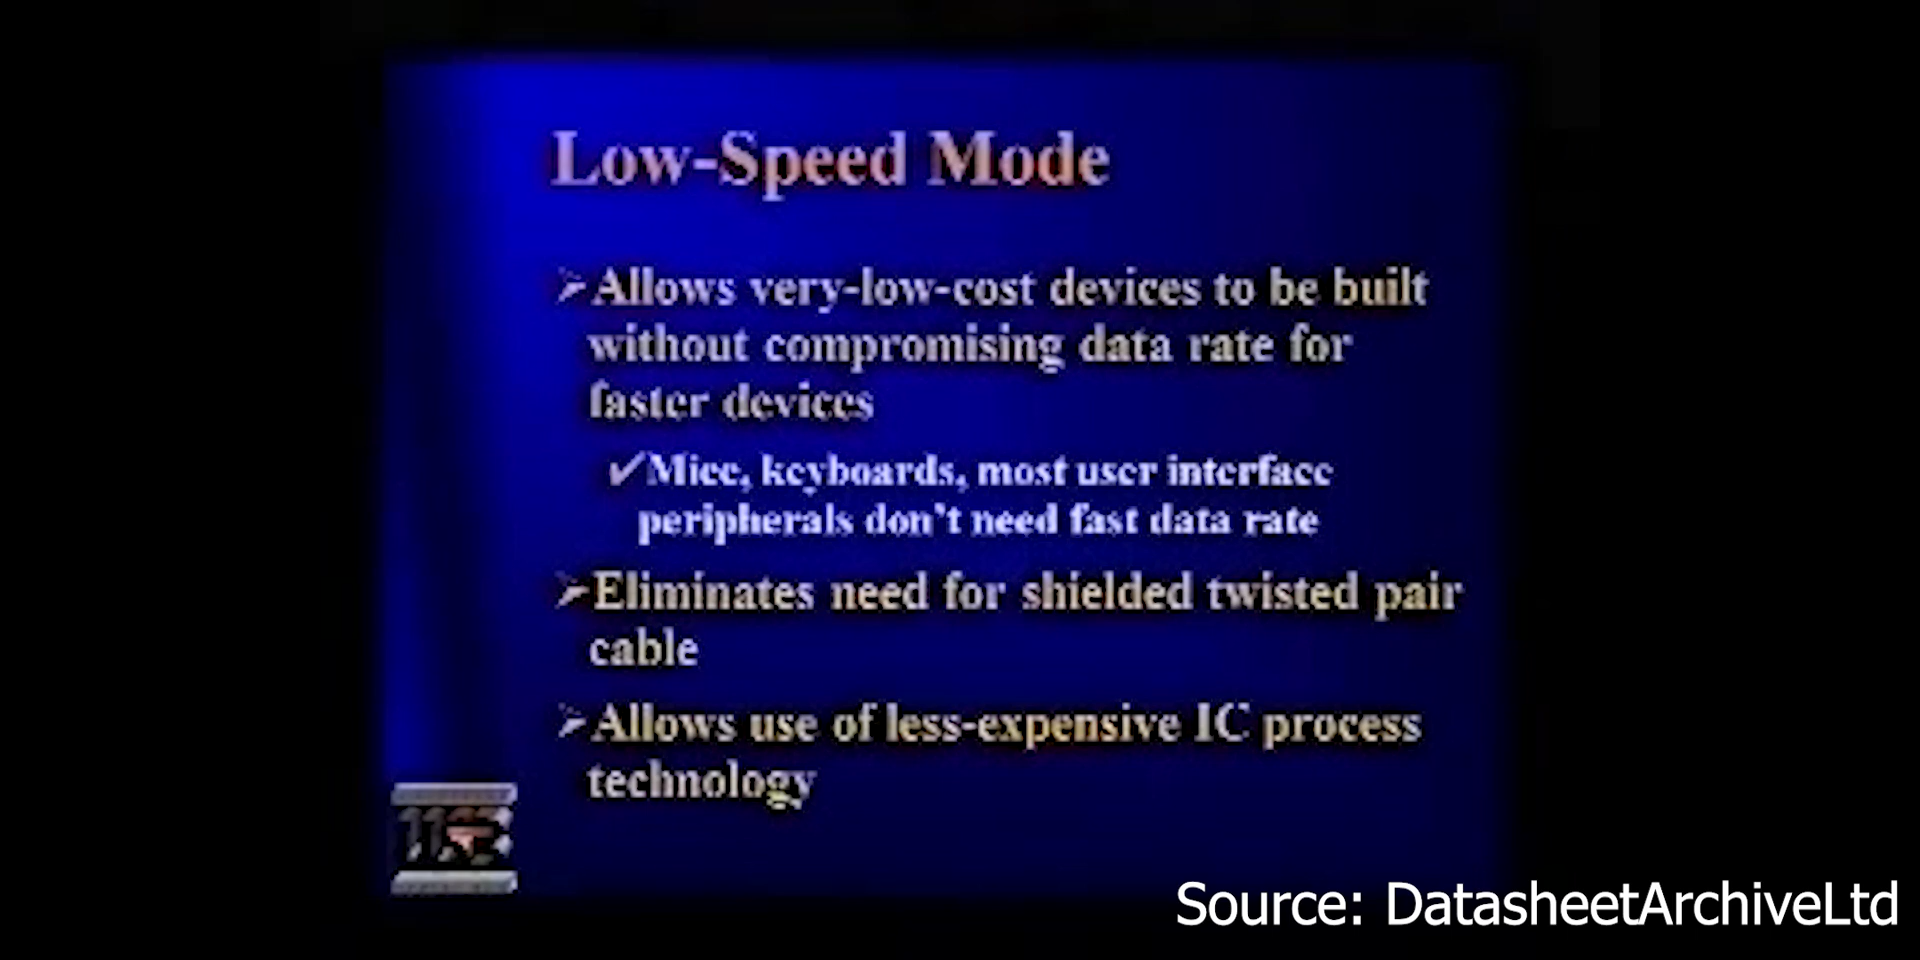 Low-Speed Mode
➢Allows very-low-cost devices to be built
without compromising data rate for
faster devices
✓Mice, keyboards, most user interface
peripherals don't need fast data rate
➢Eliminates need for shielded twisted pair
cable
➢Allows use of less-expensive IC process
technology
Source: DatasheetArchiveLtd